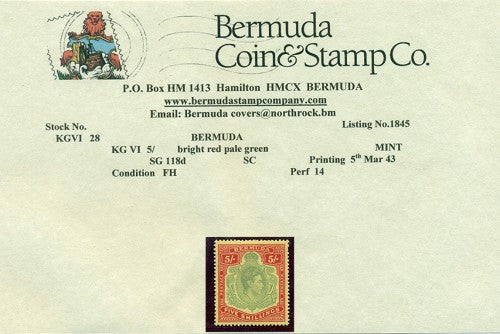 Bermuda
Coin & Stamp Co.
P.O. Box HM 1413 Hamilton HMCX BERMUDA
www.bermudastampcompany.com
Email: Bermuda covers@northrock.bm
Stock No. Listing No.1845
KGVI 28 BERMUDA
KG VI 5/ bright red pale green MINT
SG 118d SC Printing 5th Mar 43
Condition FH Perf 14
BERMUDA
5/- 5/-
FIVE SHILLINGS